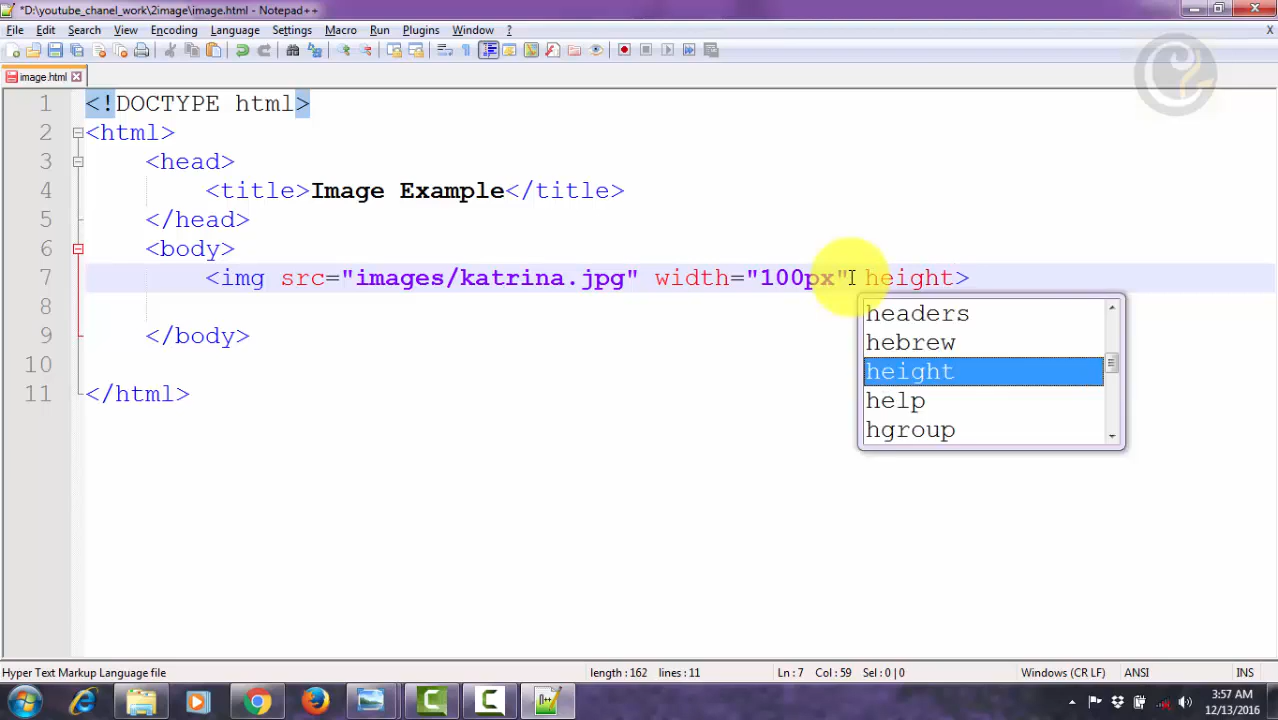 *D:\youtube_chanel_work\2image\image.html - Notepad++
File Edit Search View Encoding Language Settings Macro Run Plugins Window ? X
image.html
1 <!DOCTYPE html>
2 <html>
3 <head>
4 <title>Image Example</title>
5 </head>
6 <body>
7 <img src="images/katrina.jpg" width="100px" height>
8
9 </body>
10
11 </html>
headers
hebrew
height
help
hgroup
Hyper Text Markup Language file length : 162 lines : 11 Ln : 7 Col : 59 Sel : 0 | 0 Windows (CR LF) ANSI INS
3:57 AM
12/13/2016